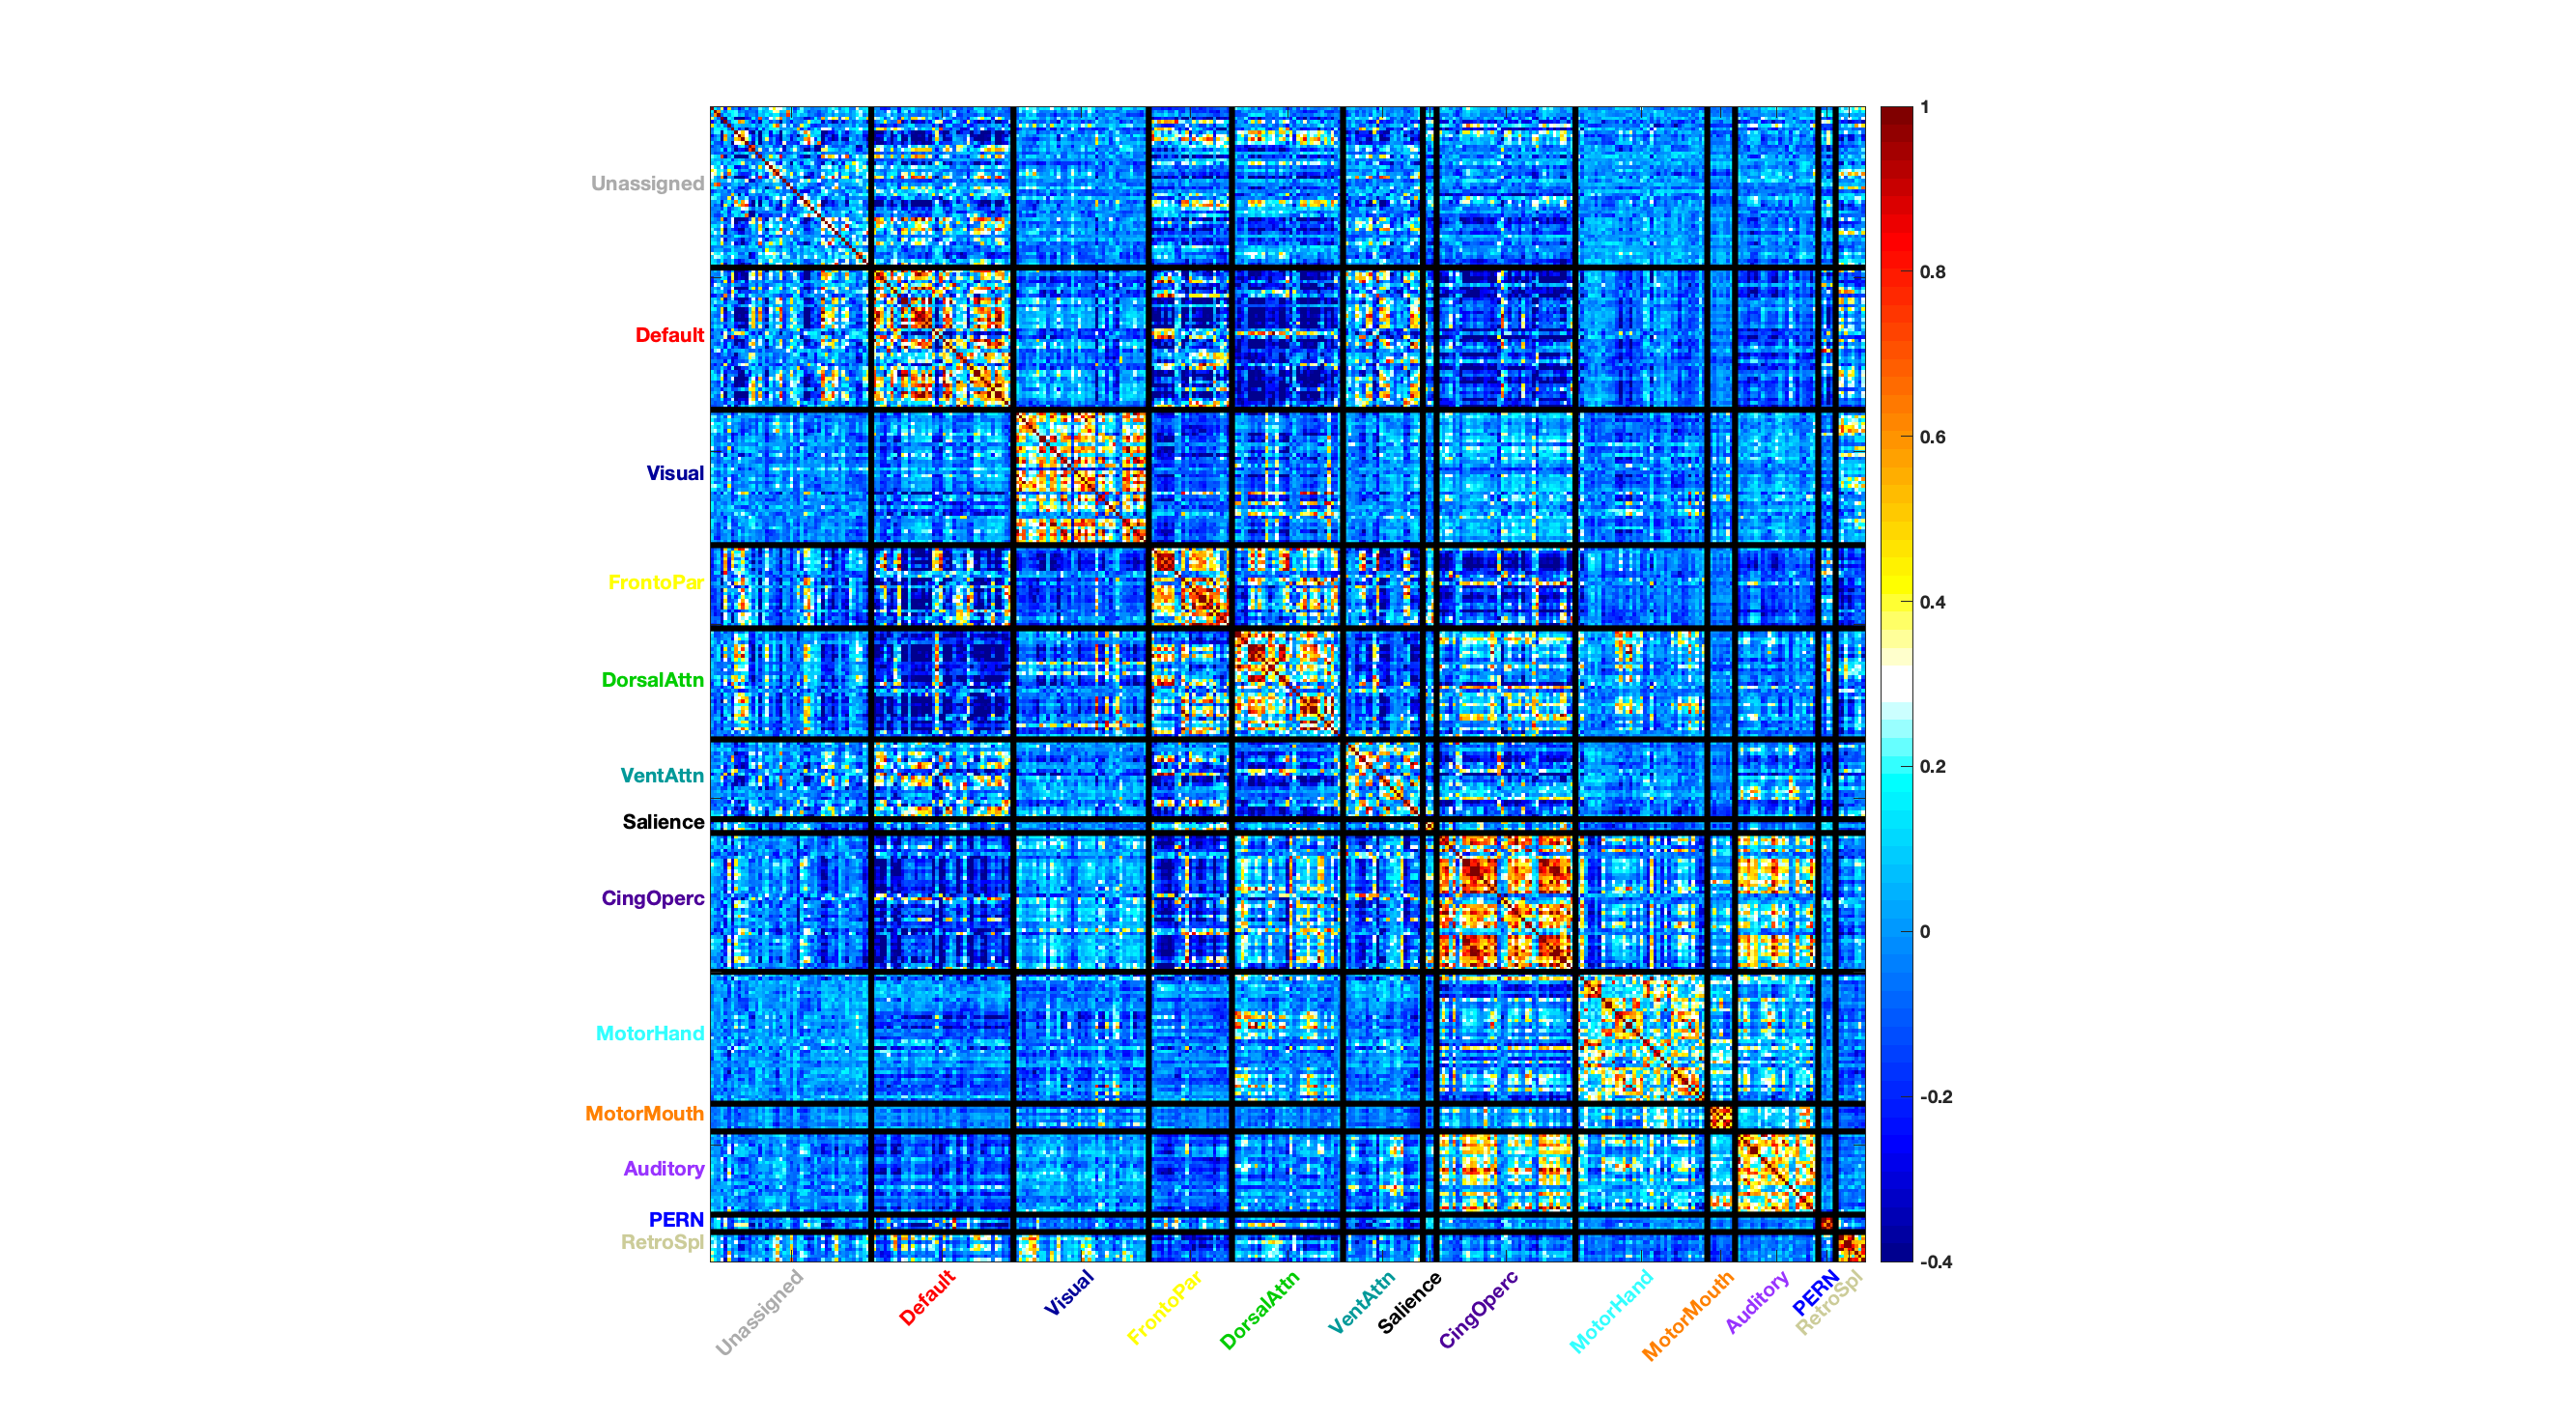 Unassigned
Default
Visual
FrontoPar
DorsalAttn
VentAttn
Salience
CingOperc
MotorHand
MotorMouth
Auditory
PERN
RetroSpl
Unassigned
Default
Visual
FrontoPar
DorsalAttn
VentAttn
Salience
CingOperc
MotorHand
MotorMouth
Auditory
PERN
RetroSpl
1
0.8
0.6
0.4
0.2
0
-0.2
-0.4